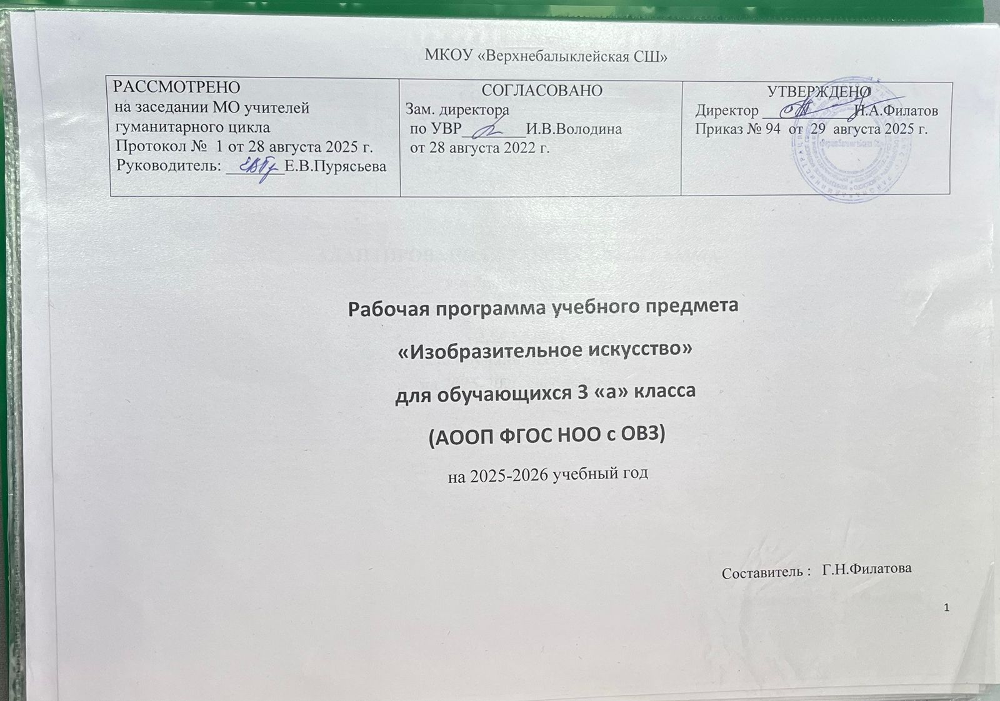 МКОУ «Верхнебалыклейская СШ»
РАССМОТРЕНО
на заседании МО учителей
гуманитарного цикла
Протокол № 1 от 28 августа 2025 г.
Руководитель: ________Е.В.Пурясьева
СОГЛАСОВАНО
Зам. директора
по УВР________И.В.Володина
от 28 августа 2022 г.
УТВЕРЖДЕНО
Директор ____________Н.А.Филатов
Приказ № 94 от 29 августа 2025 г.
Рабочая программа учебного предмета
«Изобразительное искусство»
для обучающихся 3 «а» класса
(АООП ФГОС НОО с ОВЗ)
на 2025-2026 учебный год
Составитель : Г.Н.Филатова
1